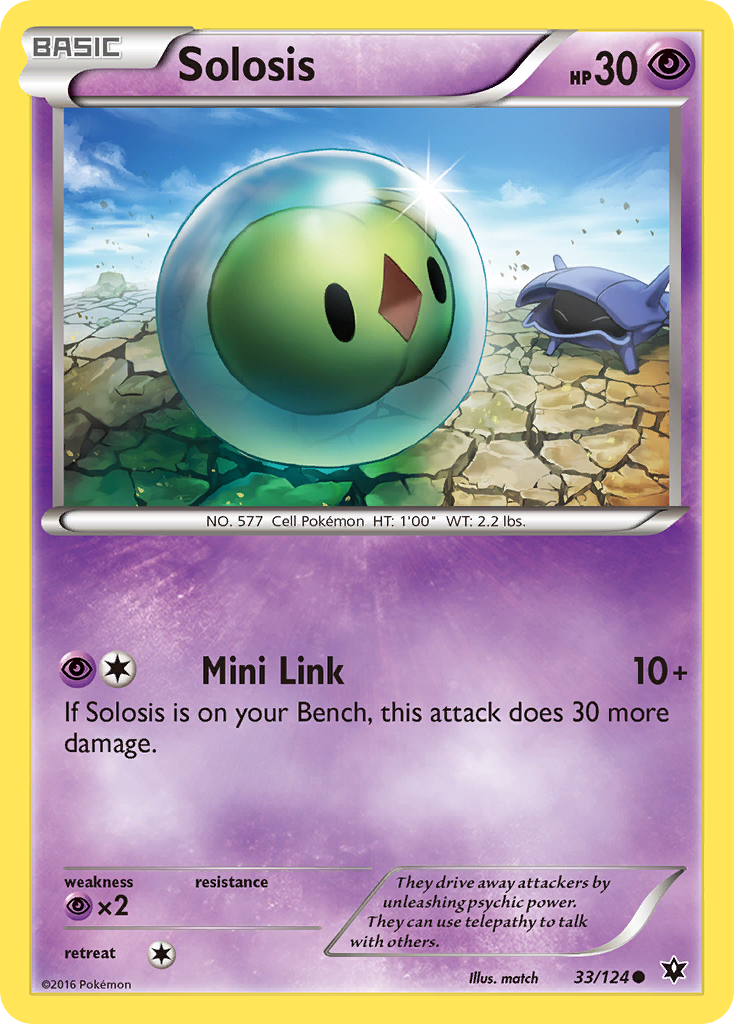 BASIC
Solosis
HP 30
NO. 577 Cell Pokémon HT: 1'00" WT: 2.2 lbs.
Mini Link 10+
If Solosis is on your Bench, this attack does 30 more
damage.
weakness resistance
×2
retreat
They drive away attackers by
unleashing psychic power.
They can use telepathy to talk
with others.
©2016 Pokémon
Illus. match 33/124